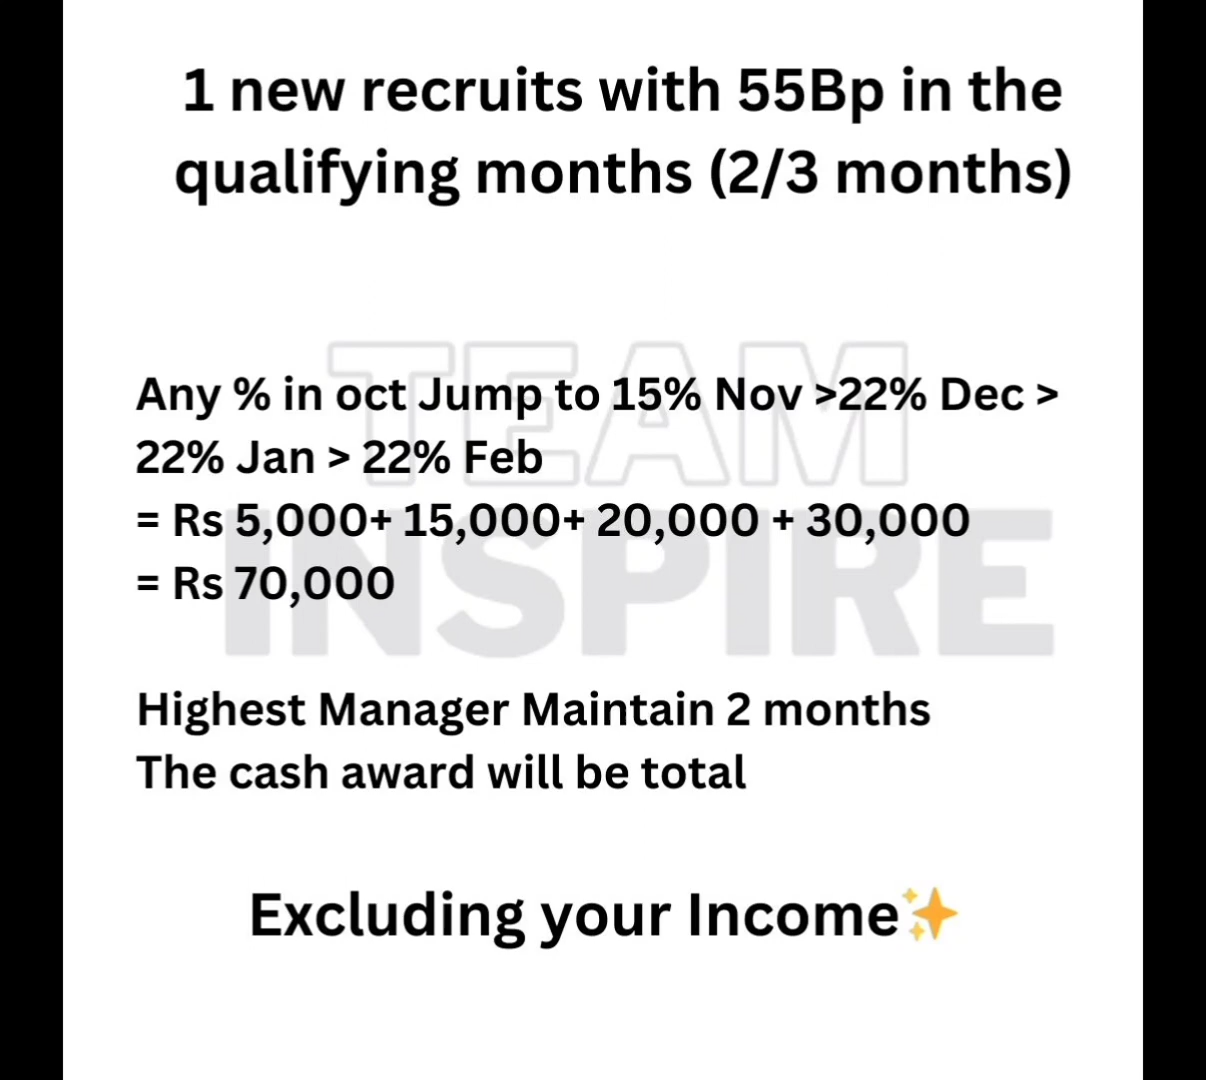 1 new recruits with 55Bp in the
qualifying months (2/3 months)
TEAM
INSPIRE
Any % in oct Jump to 15% Nov >22% Dec >
22% Jan > 22% Feb
= Rs 5,000+ 15,000+ 20,000 + 30,000
= Rs 70,000
Highest Manager Maintain 2 months
The cash award will be total
Excluding your Income✨